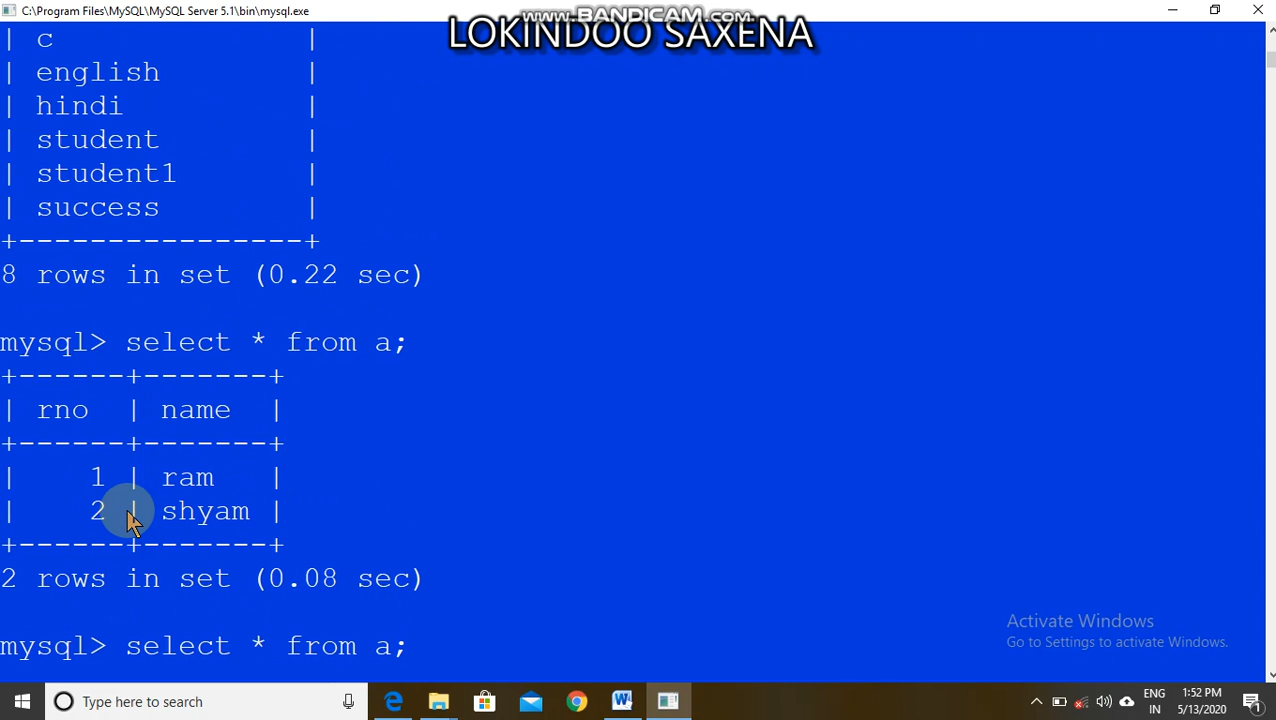 C:\Program Files\MySQL\MySQL Server 5.1\bin\mysql.exe
www.BANDICAM.com
LOKINDOO SAXENA
| c                |
| english          |
| hindi            |
| student          |
| student1         |
| success          |
+----------------+
8 rows in set (0.22 sec)
mysql> select * from a;
+------+-------+
| rno  | name  |
+------+-------+
|    1 | ram   |
|    2 | shyam |
+------+-------+
2 rows in set (0.08 sec)
mysql> select * from a;
Activate Windows
Go to Settings to activate Windows.
Type here to search
ENG
IN
1:52 PM
5/13/2020
1